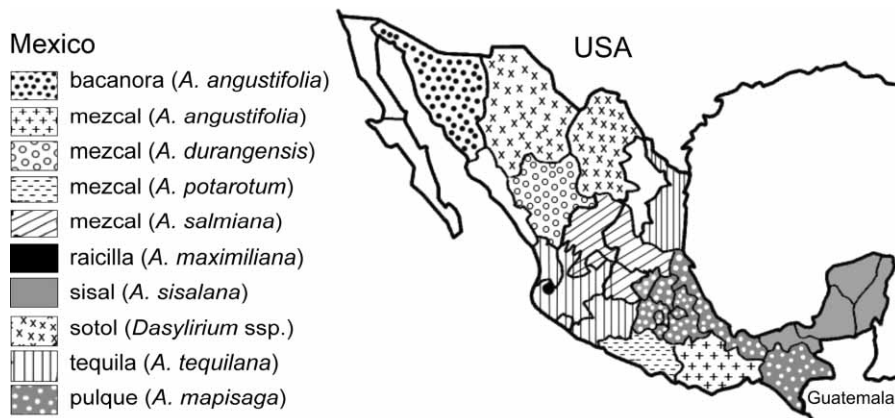 Mexico
bacanora (A. angustifolia)
mezcal (A. angustifolia)
mezcal (A. durangensis)
mezcal (A. potarotum)
mezcal (A. salmiana)
raicilla (A. maximiliana)
sisal (A. sisalana)
sotol (Dasylirium ssp.)
tequila (A. tequilana)
pulque (A. mapisaga)
USA
Guatemala